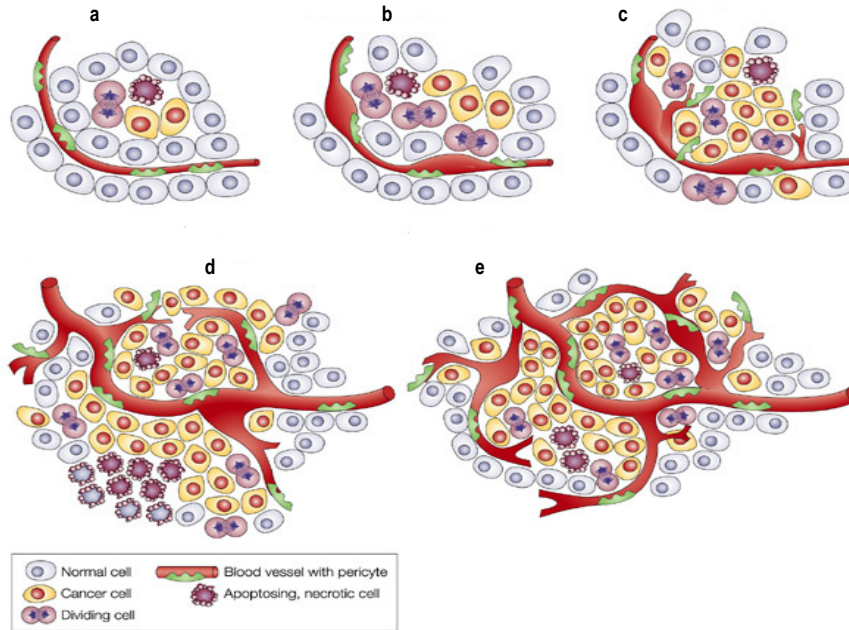 a
b
c
d
e
Normal cell
Cancer cell
Dividing cell
Blood vessel with pericyte
Apoptosing, necrotic cell